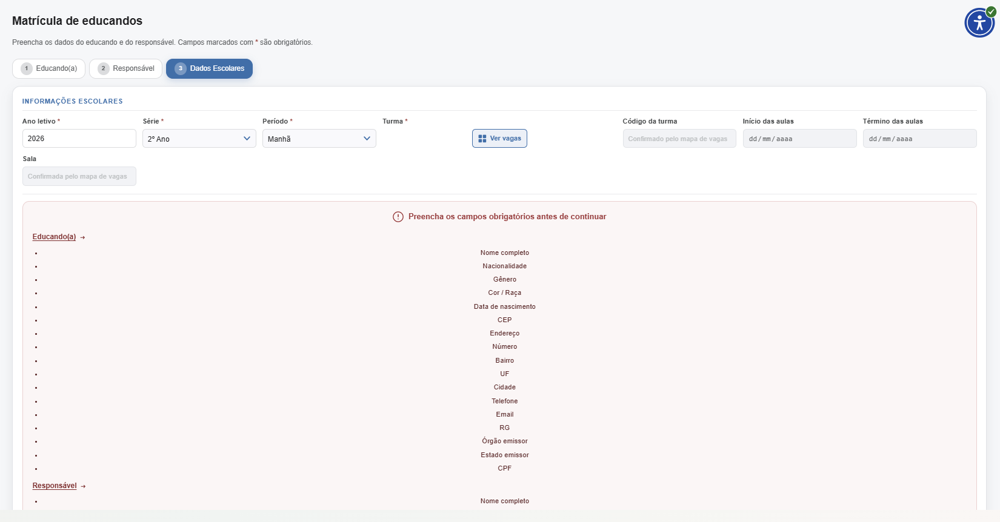 Matrícula de educandos
Preencha os dados do educando e do responsável. Campos marcados com * são obrigatórios.
1 Educando(a) 2 Responsável 3 Dados Escolares
INFORMAÇÕES ESCOLARES
Ano letivo * Série * Período * Turma * Código da turma Início das aulas Término das aulas
2026 2º Ano Manhã Ver vagas Confirmado pelo mapa de vagas dd/mm/aaaa dd/mm/aaaa
Sala
Confirmada pelo mapa de vagas
Preencha os campos obrigatórios antes de continuar
Educando(a) →
• Nome completo
• Nacionalidade
• Gênero
• Cor / Raça
• Data de nascimento
• CEP
• Endereço
• Número
• Bairro
• UF
• Cidade
• Telefone
• Email
• RG
• Órgão emissor
• Estado emissor
• CPF
Responsável →
• Nome completo